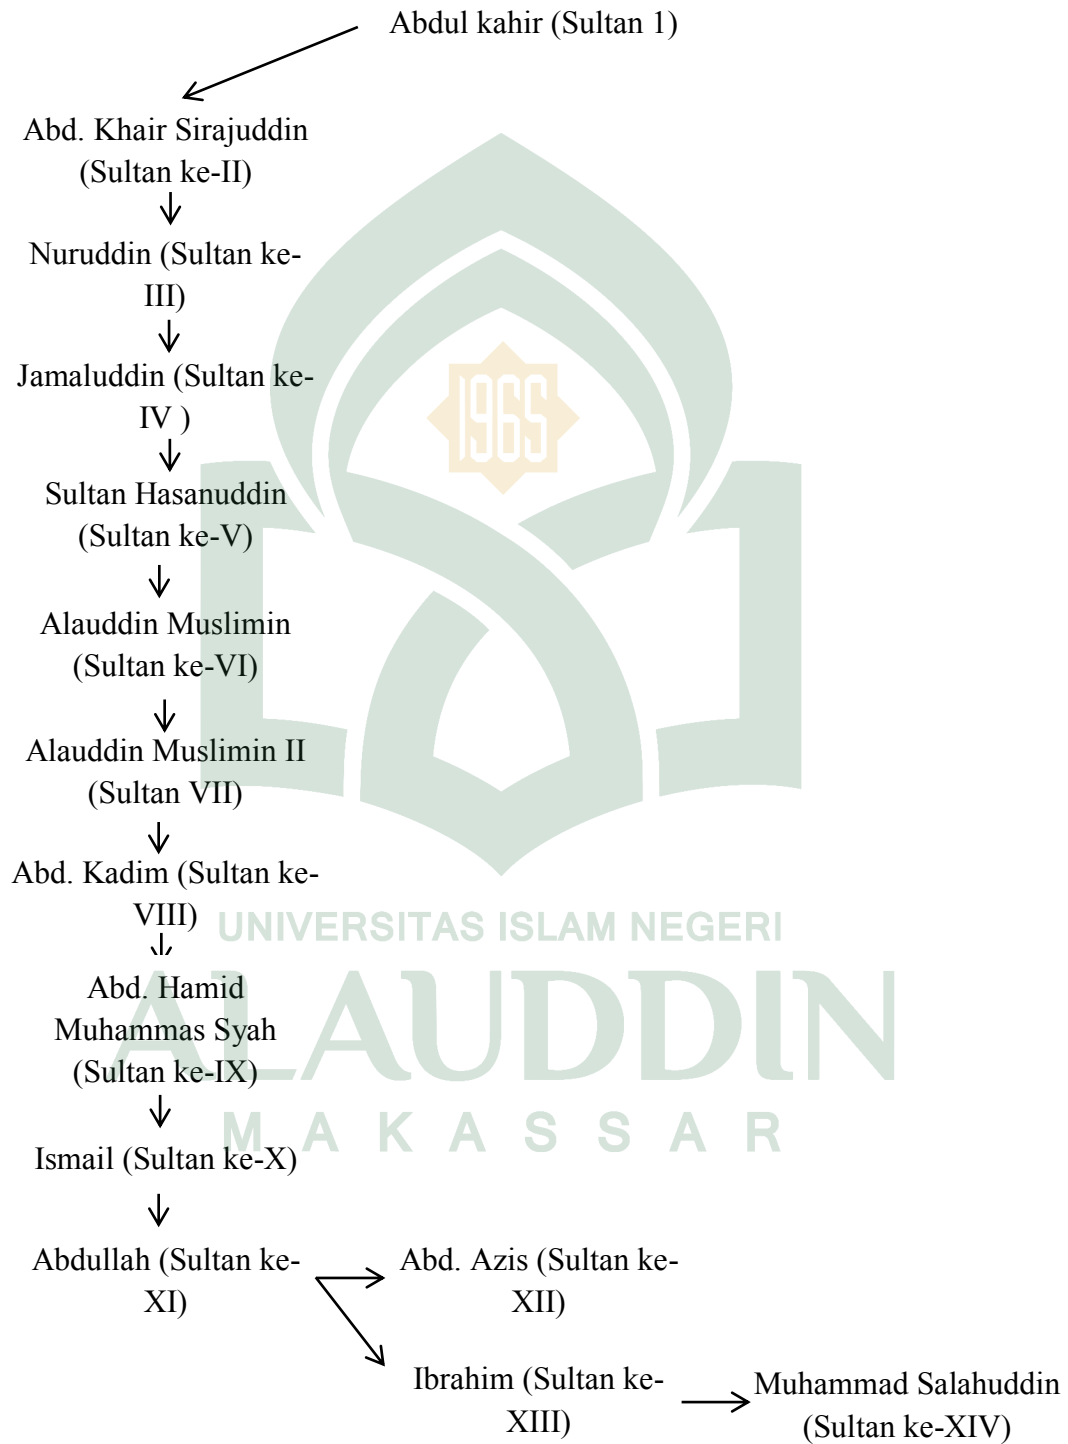 Abdul kahir (Sultan 1)
Abd. Khair Sirajuddin
(Sultan ke-II)
Nuruddin (Sultan ke-
III)
Jamaluddin (Sultan ke-
IV )
1965
Sultan Hasanuddin
(Sultan ke-V)
Alauddin Muslimin
(Sultan ke-VI)
Alauddin Muslimin II
(Sultan VII)
Abd. Kadim (Sultan ke-
VIII)
UNIVERSITAS ISLAM NEGERI
ALAUDDIN
MAKASSAR
Abd. Hamid
Muhammas Syah
(Sultan ke-IX)
Ismail (Sultan ke-X)
Abdullah (Sultan ke-
XI)
Abd. Azis (Sultan ke-
XII)
Ibrahim (Sultan ke-
XIII)
Muhammad Salahuddin
(Sultan ke-XIV)